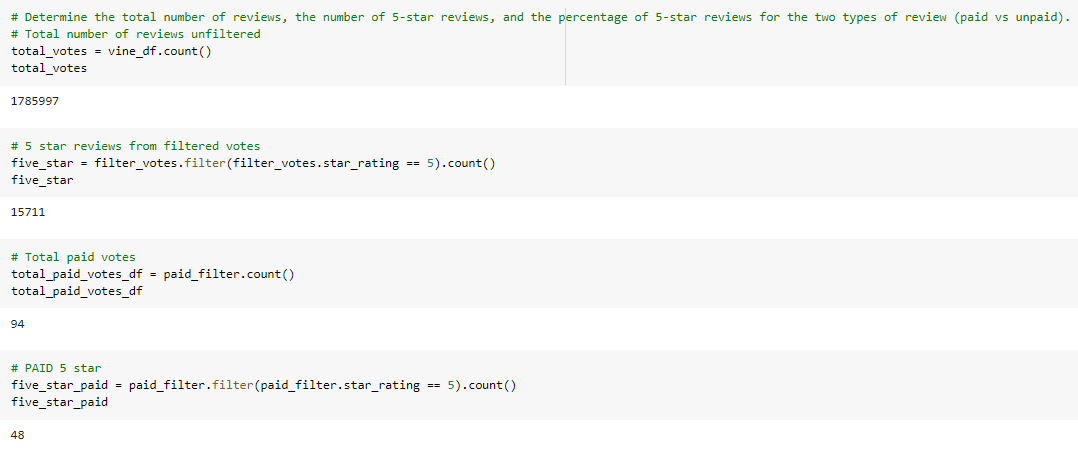 # Determine the total number of reviews, the number of 5-star reviews, and the percentage of 5-star reviews for the two types of review (paid vs unpaid).
# Total number of reviews unfiltered
total_votes = vine_df.count()
total_votes
1785997
# 5 star reviews from filtered votes
five_star = filter_votes.filter(filter_votes.star_rating == 5).count()
five_star
15711
# Total paid votes
total_paid_votes_df = paid_filter.count()
total_paid_votes_df
94
# PAID 5 star
five_star_paid = paid_filter.filter(paid_filter.star_rating == 5).count()
five_star_paid
48